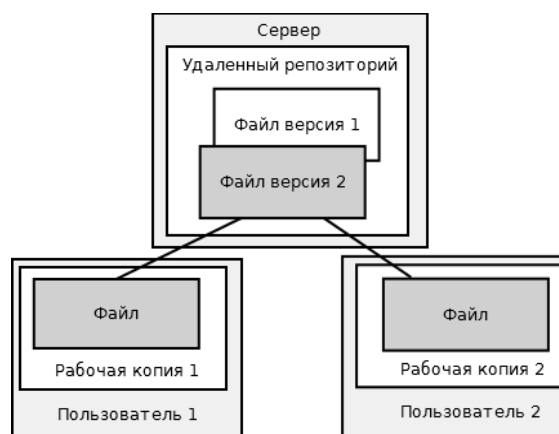 Сервер
Удаленный репозиторий
Файл версия 1
Файл версия 2
Файл
Рабочая копия 1
Пользователь 1
Файл
Рабочая копия 2
Пользователь 2